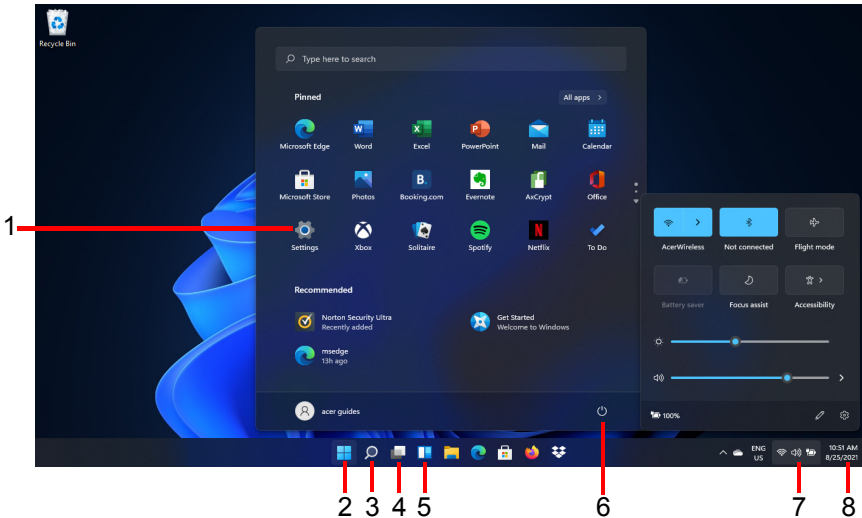 Recycle Bin
Type here to search
Pinned
All apps >
Microsoft Edge
Word
Excel
PowerPoint
Mail
Calendar
Microsoft Store
Photos
B.
Booking.com
Evernote
AxCrypt
Office
1
Settings
Xbox
Solitaire
Spotify
Netflix
To Do
Recommended
Norton Security Ultra
Recently added
Get Started
Welcome to Windows
msedge
13h ago
acer guides
AcerWireless
Not connected
Flight mode
Battery saver
Focus assist
Accessibility
100%
ENG
US
10:51 AM
8/25/2021
2 3 4 5 6 7 8